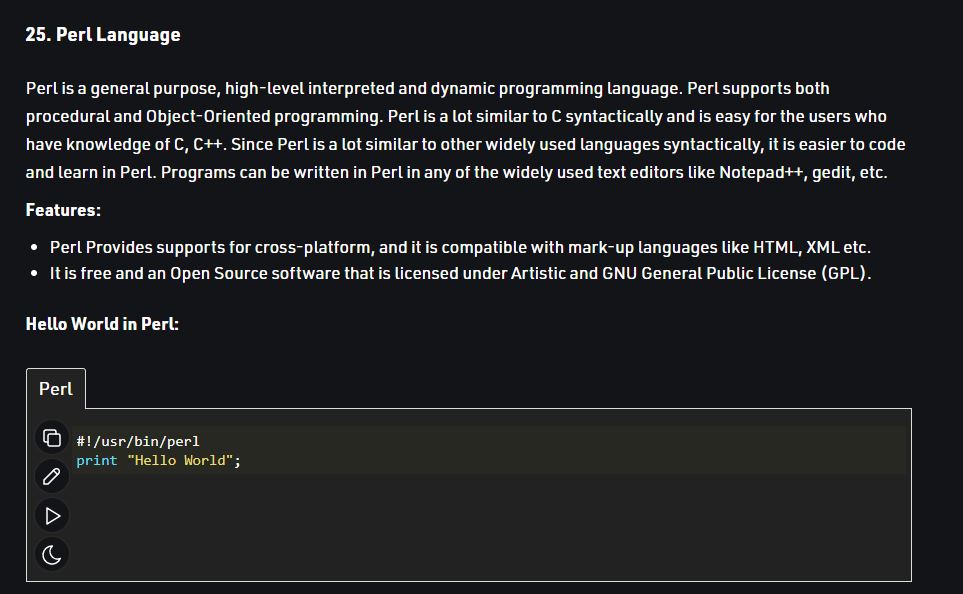 25. Perl Language
Perl is a general purpose, high-level interpreted and dynamic programming language. Perl supports both
procedural and Object-Oriented programming. Perl is a lot similar to C syntactically and is easy for the users who
have knowledge of C, C++. Since Perl is a lot similar to other widely used languages syntactically, it is easier to code
and learn in Perl. Programs can be written in Perl in any of the widely used text editors like Notepad++, gedit, etc.
Features:
• Perl Provides supports for cross-platform, and it is compatible with mark-up languages like HTML, XML etc.
• It is free and an Open Source software that is licensed under Artistic and GNU General Public License (GPL).
Hello World in Perl:
Perl
#!/usr/bin/perl
print "Hello World";